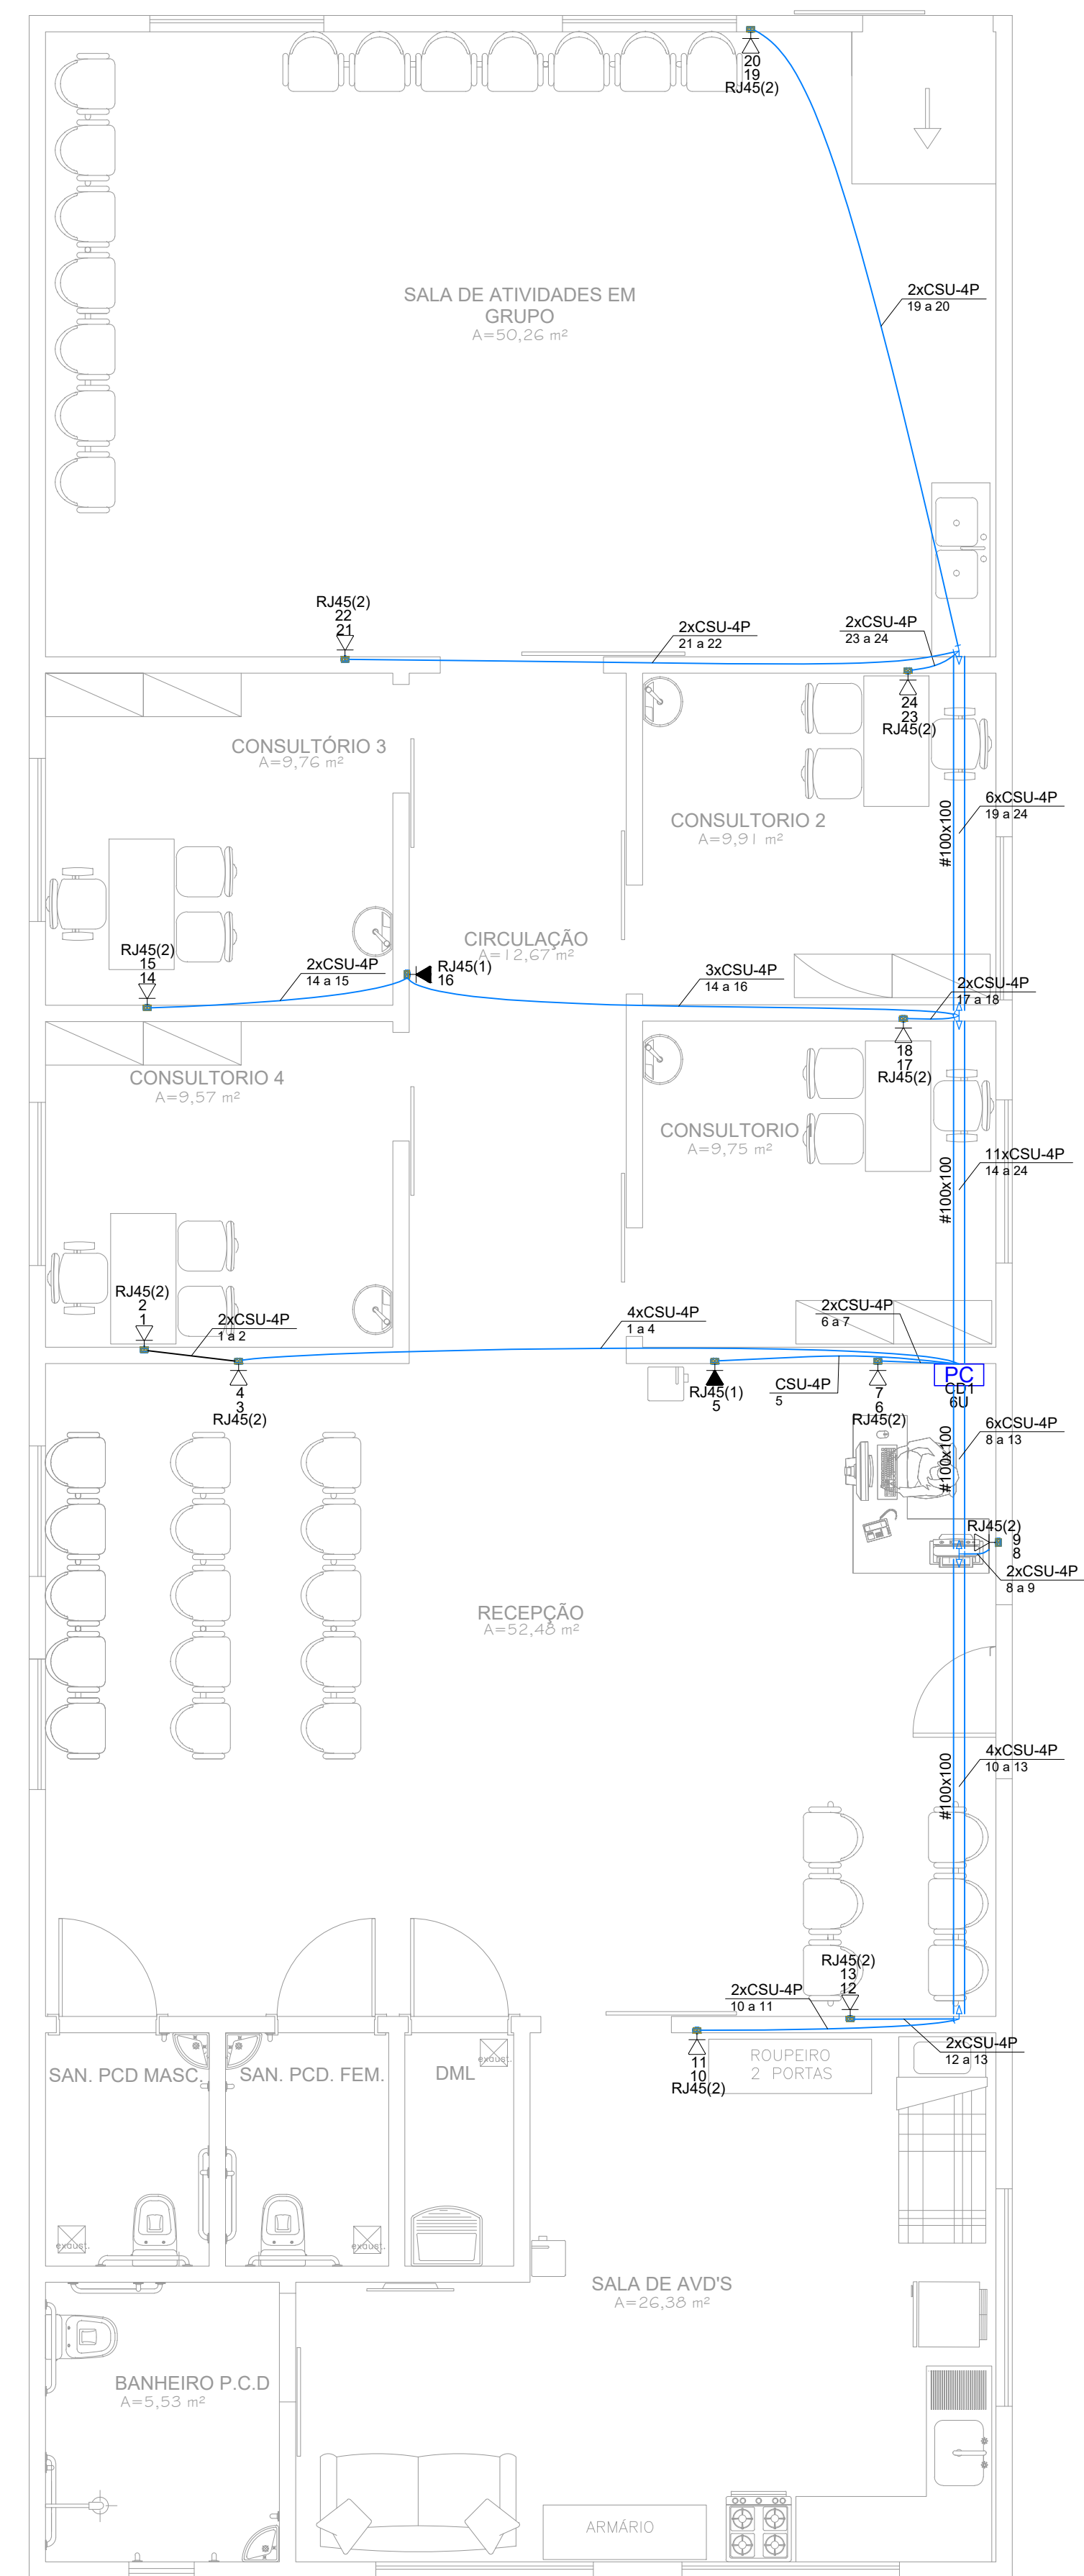 20
19
RJ45(2)
SALA DE ATIVIDADES EM
GRUPO
A=50,26 m²
2xCSU-4P
19 a 20
RJ45(2)
22
21
2xCSU-4P
21 a 22
2xCSU-4P
23 a 24
24
23
RJ45(2)
CONSULTÓRIO 3
A=9,76 m²
CONSULTORIO 2
A=9,91 m²
#100x100
6xCSU-4P
19 a 24
RJ45(2)
15
14
2xCSU-4P
14 a 15
CIRCULAÇÃO
A=12,67 m²
RJ45(1)
16
3xCSU-4P
14 a 16
2xCSU-4P
17 a 18
18
17
RJ45(2)
CONSULTORIO 4
A=9,57 m²
CONSULTORIO 1
A=9,75 m²
#100x100
11xCSU-4P
14 a 24
RJ45(2)
2
1
2xCSU-4P
1 a 2
4xCSU-4P
1 a 4
2xCSU-4P
6 a 7
4
3
RJ45(2)
RJ45(1)
5
CSU-4P
5
7
6
RJ45(2)
PC
CD1
6U
#100x100
6xCSU-4P
8 a 13
RJ45(2)
9
8
2xCSU-4P
8 a 9
RECEPÇÃO
A=52,48 m²
#100x100
4xCSU-4P
10 a 13
RJ45(2)
13
12
2xCSU-4P
10 a 11
2xCSU-4P
12 a 13
11
10
RJ45(2)
ROUPEIRO
2 PORTAS
SAN. PCD MASC.
SAN. PCD. FEM.
DML
exaust.
exaust.
exaust.
SALA DE AVD'S
A=26,38 m²
BANHEIRO P.C.D
A=5,53 m²
ARMÁRIO